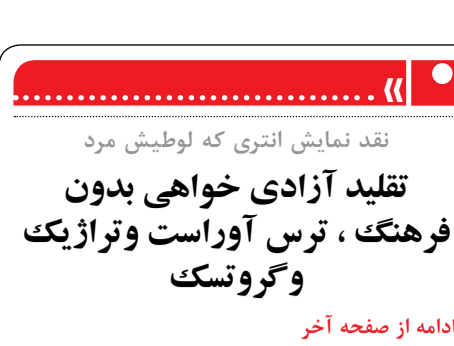 نقد نمایش انتری که لوطیش مرد
تقلید آزادی خواهی بدون
فرهنگ ، ترس آوراست وتراژیک
وگروتسک
ادامه از صفحه آخر